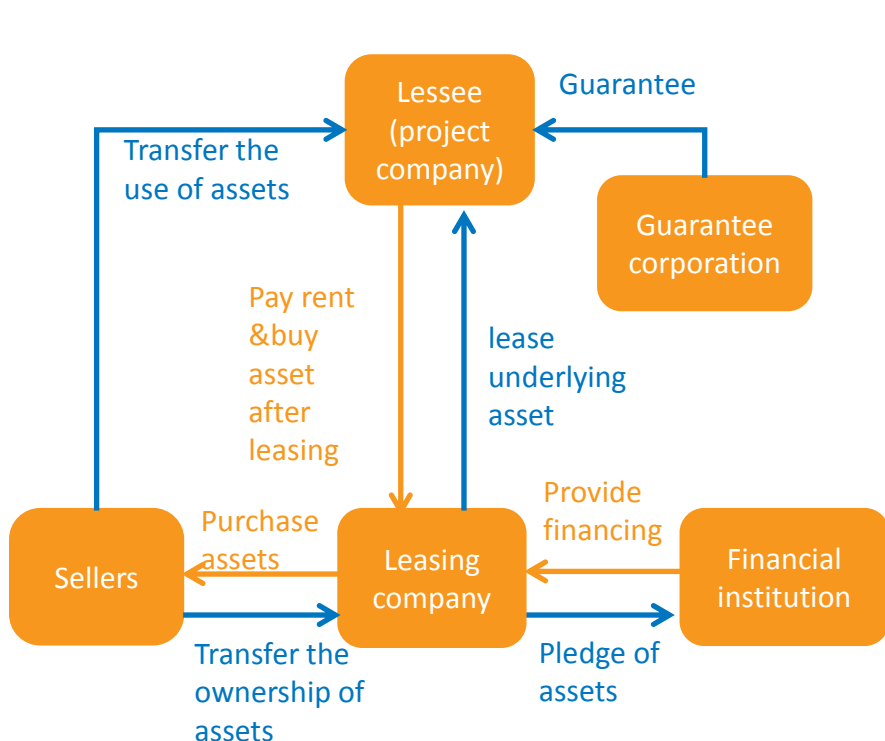 Lessee
(project
company)
Guarantee
Transfer the
use of assets
Guarantee
corporation
Pay rent
&buy
asset
after
leasing
lease
underlying
asset
Provide
financing
Purchase
assets
Sellers
Leasing
company
Financial
institution
Transfer the
ownership of
assets
Pledge of
assets